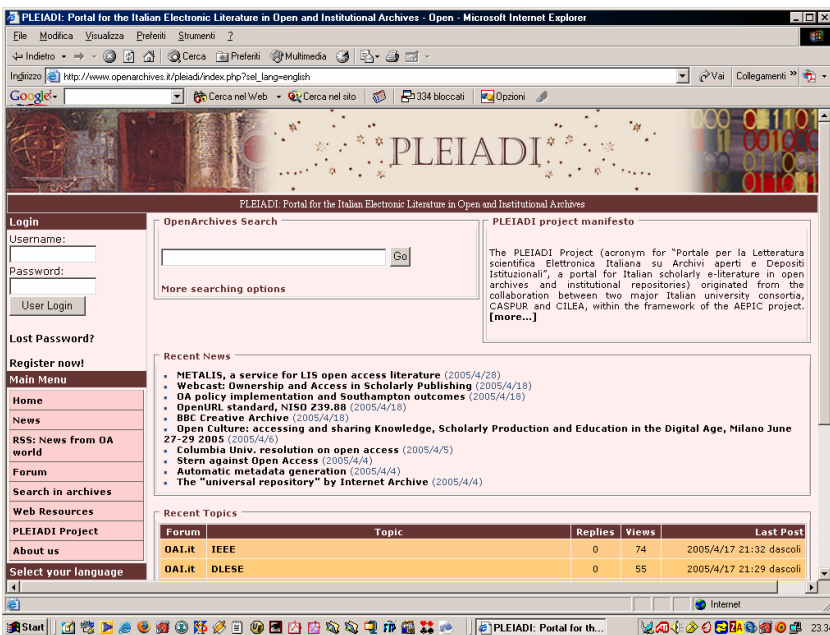 PLEIADI: Portal for the Italian Electronic Literature in Open and Institutional Archives - Open - Microsoft Internet Explorer
File Modifica Visualizza Preferiti Strumenti ?
Indietro Cerca Preferiti Multimedia
Indirizzo http://www.openarchives.it/pleiadi/index.php?sel_lang=english Vai Collegamenti »
Google Cerca nel Web Cerca nel sito 334 bloccati Opzioni
PLEIADI
PLEIADI: Portal for the Italian Electronic Literature in Open and Institutional Archives
Login
Username:
Password:
User Login
Lost Password?
Register now!
Main Menu
Home
News
RSS: News from OA
world
Forum
Search in archives
Web Resources
PLEIADI Project
About us
Select your language
OpenArchives Search
Go
More searching options
PLEIADI project manifesto
The PLEIADI Project (acronym for "Portale per la Letteratura
scientifica Elettronica Italiana su Archivi aperti e Depositi
Istituzionali", a portal for Italian scholarly e-literature in open
archives and institutional repositories) originated from the
collaboration between two major Italian university consortia,
CASPUR and CILEA, within the framework of the AEPIC project.
[more...]
Recent News
METALIS, a service for LIS open access literature (2005/4/28)
Webcast: Ownership and Access in Scholarly Publishing (2005/4/18)
OA policy implementation and Southampton outcomes (2005/4/18)
OpenURL standard, NISO Z39.88 (2005/4/18)
BBC Creative Archive (2005/4/18)
Open Culture: accessing and sharing Knowledge, Scholarly Production and Education in the Digital Age, Milano June
27-29 2005 (2005/4/6)
Columbia Univ. resolution on open access (2005/4/5)
Stern against Open Access (2005/4/4)
Automatic metadata generation (2005/4/4)
The "universal repository" by Internet Archive (2005/4/4)
Recent Topics
Forum Topic Replies Views Last Post
OAI.it IEEE 0 74 2005/4/17 21:32 dascoli
OAI.it DLESE 0 55 2005/4/17 21:29 dascoli
Internet
Start PLEIADI: Portal for th...